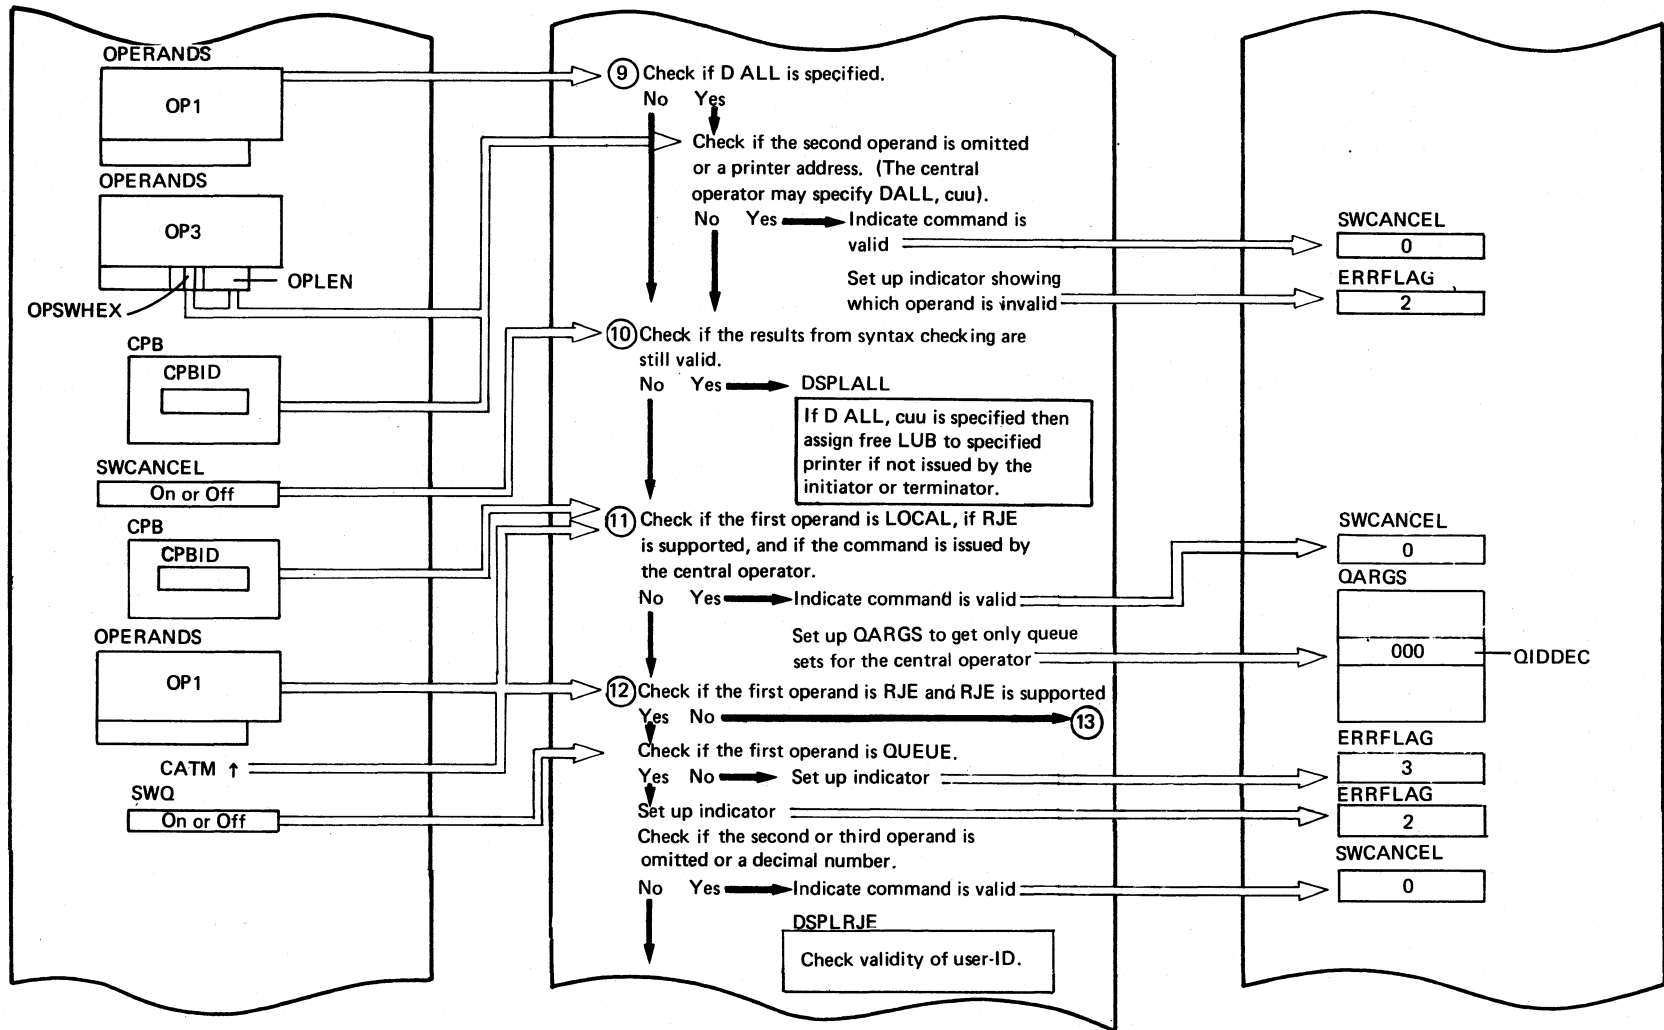 OPERANDS
OP1
OPERANDS
OP3
OPLEN
OPSWHEX
CPB
CPBID
SWCANCEL
On or Off
CPB
CPBID
OPERANDS
OP1
CATM ↑
SWQ
On or Off
9 Check if D ALL is specified.
No Yes
Check if the second operand is omitted
or a printer address. (The central
operator may specify DALL, cuu).
No Yes Indicate command is
valid
Set up indicator showing
which operand is invalid
10 Check if the results from syntax checking are
still valid.
No Yes DSPLALL
If D ALL, cuu is specified then
assign free LUB to specified
printer if not issued by the
initiator or terminator.
11 Check if the first operand is LOCAL, if RJE
is supported, and if the command is issued by
the central operator.
No Yes Indicate command is valid
Set up QARGS to get only queue
sets for the central operator
12 Check if the first operand is RJE and RJE is supported
Yes No 13
Check if the first operand is QUEUE.
Yes No Set up indicator
Set up indicator
Check if the second or third operand is
omitted or a decimal number.
No Yes Indicate command is valid
DSPLRJE
Check validity of user-ID.
SWCANCEL
0
ERRFLAG
2
SWCANCEL
0
QARGS
000
QIDDEC
ERRFLAG
3
ERRFLAG
2
SWCANCEL
0